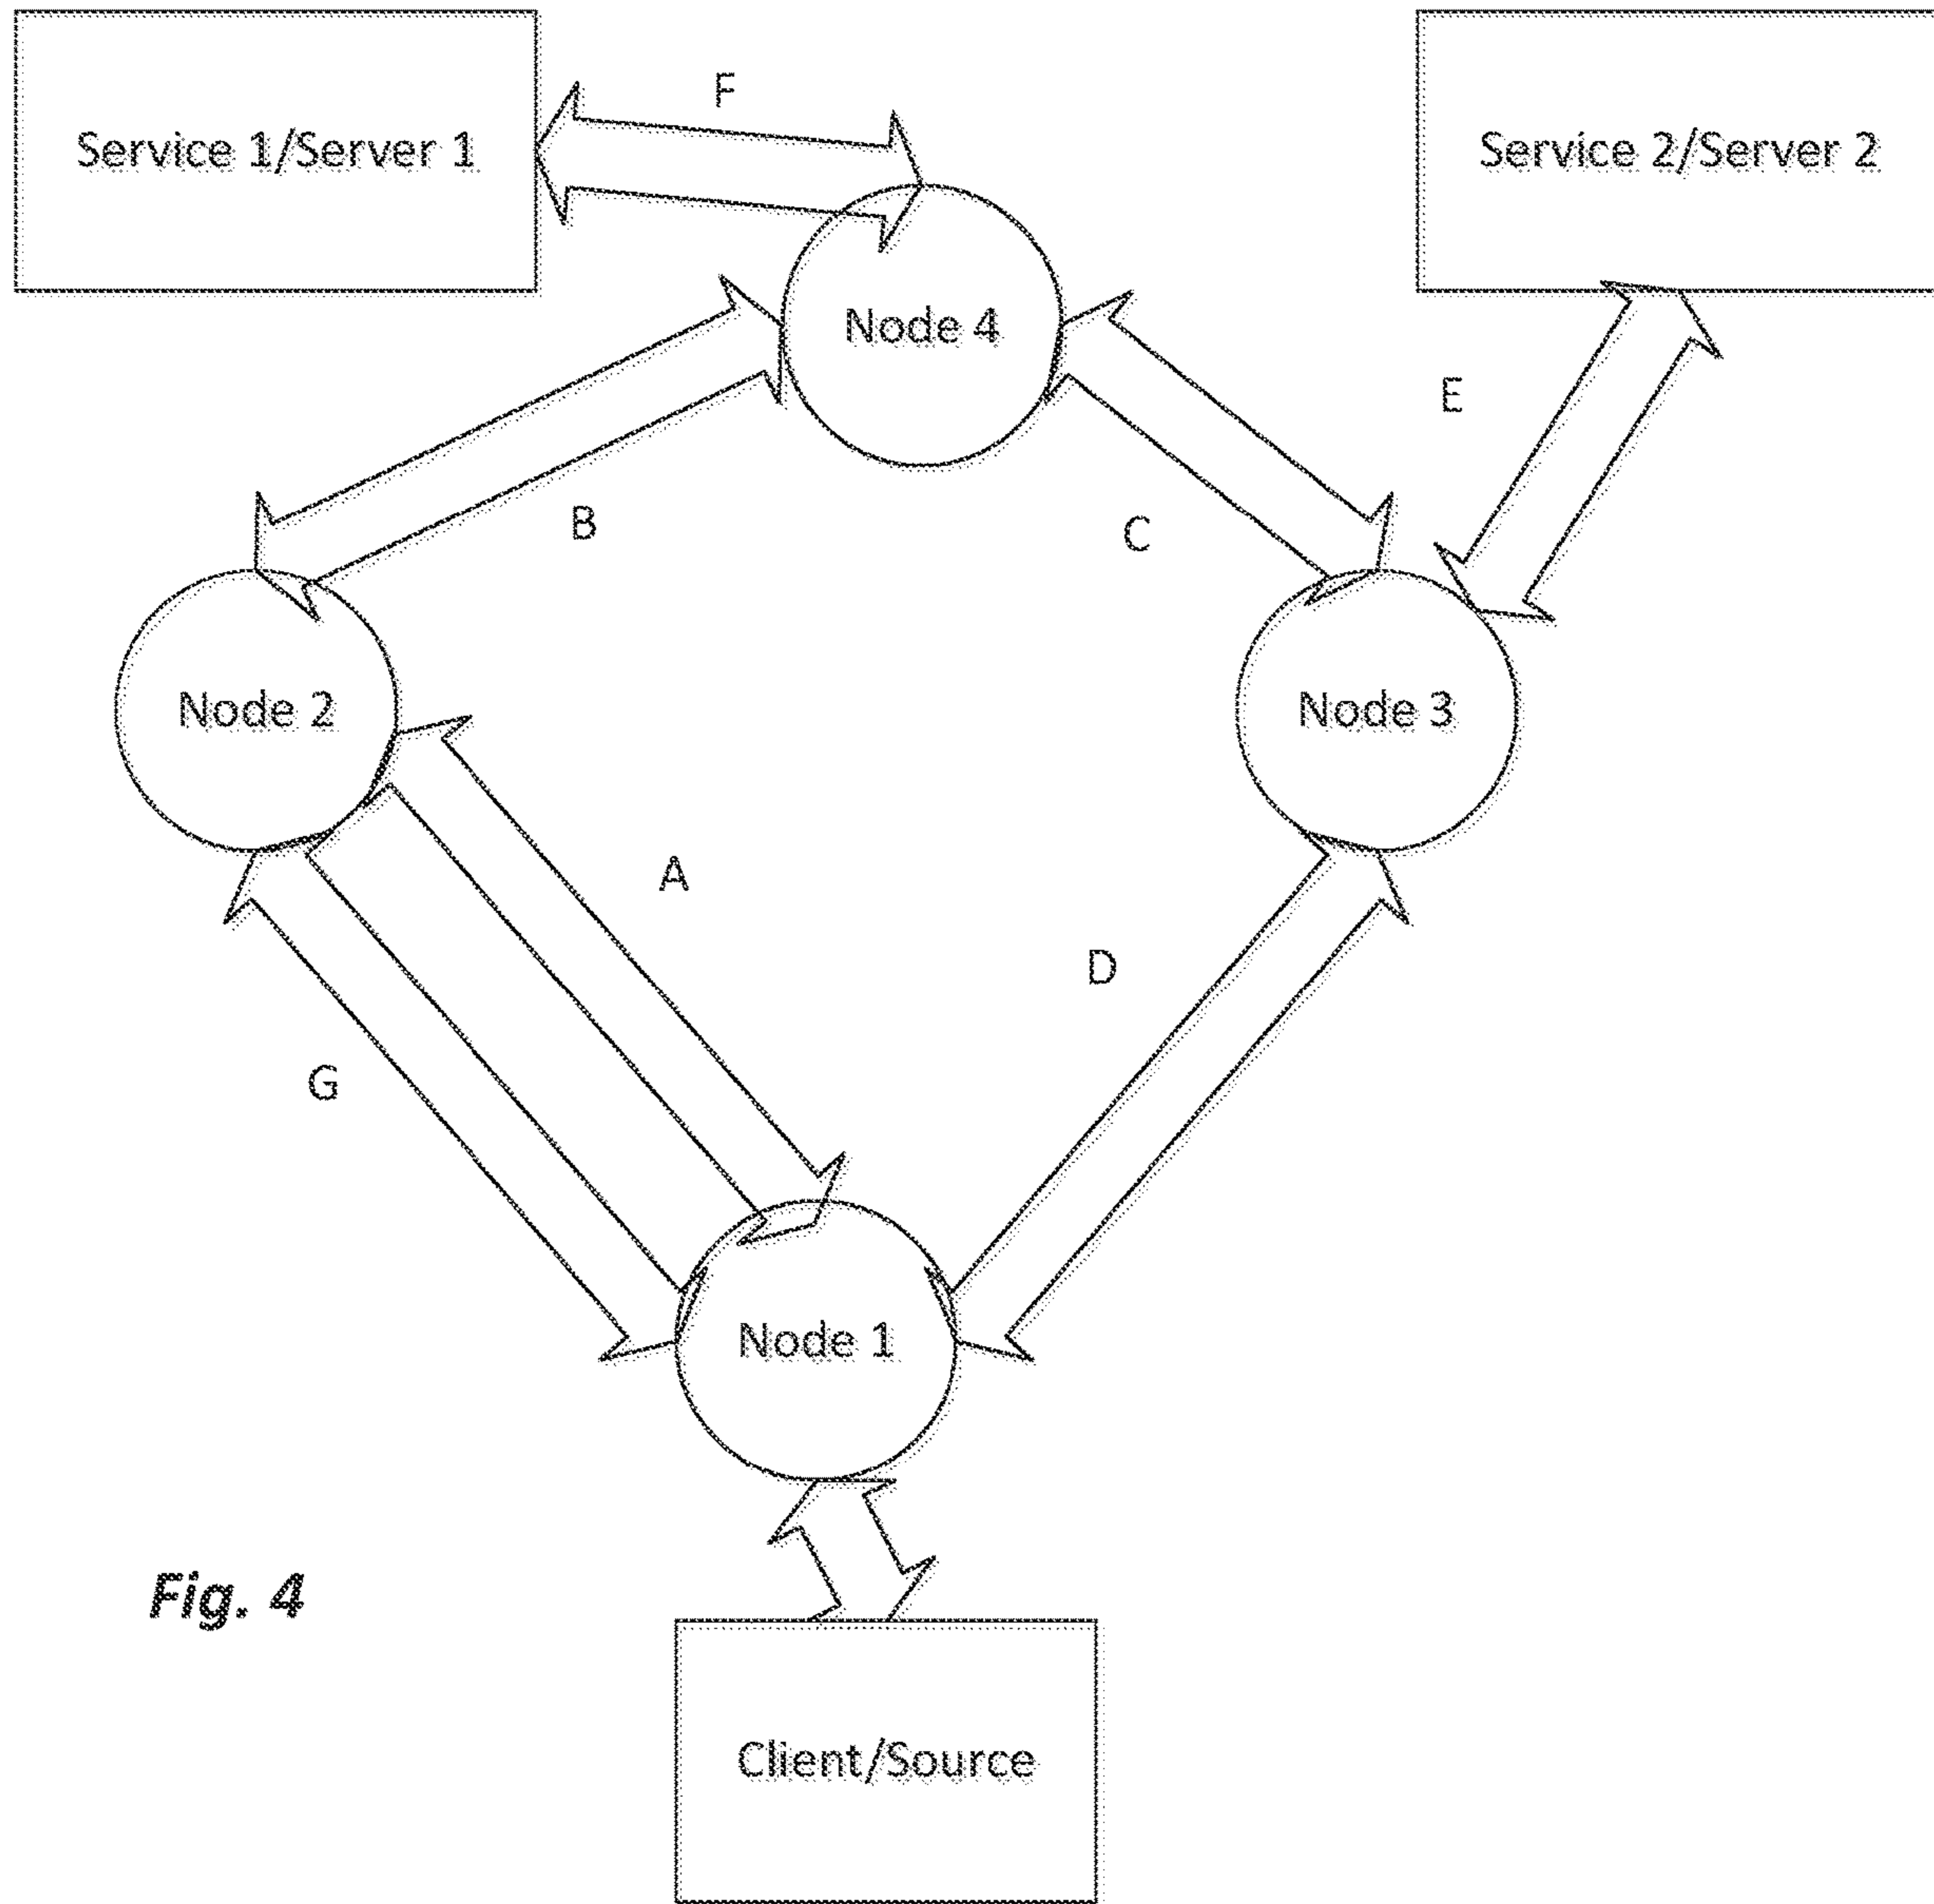 F
Service 1/Server 1
Service 2/Server 2
Node 4
E
B
C
Node 2
Node 3
A
D
G
Node 1
Fig. 4
Client/Source